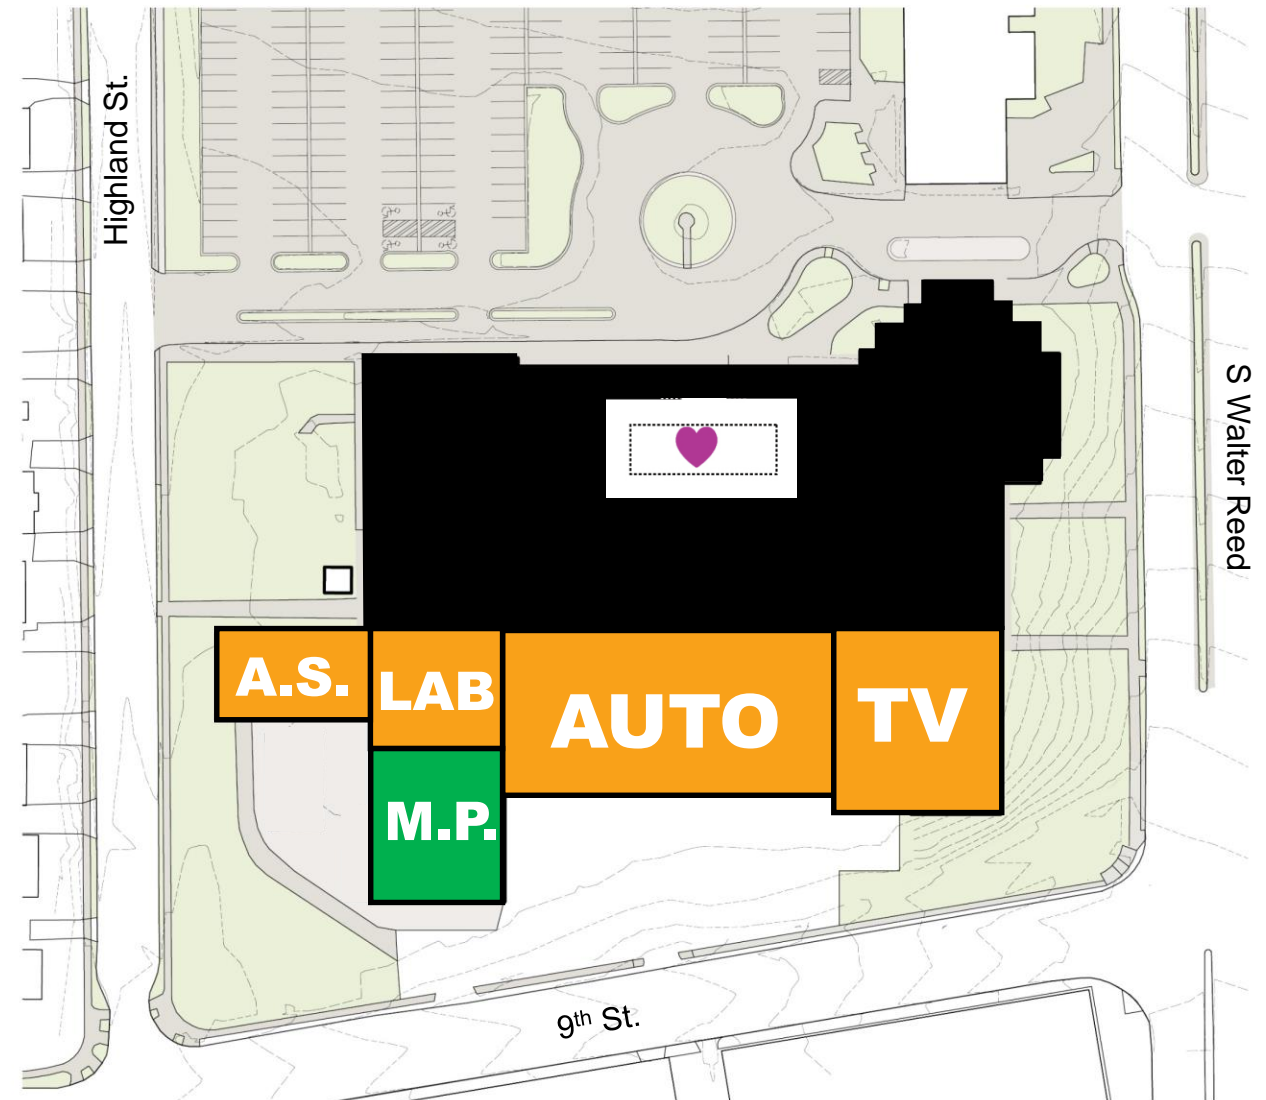 Highland St.
S Walter Reed
A.S.
LAB
AUTO
TV
M.P.
9th St.